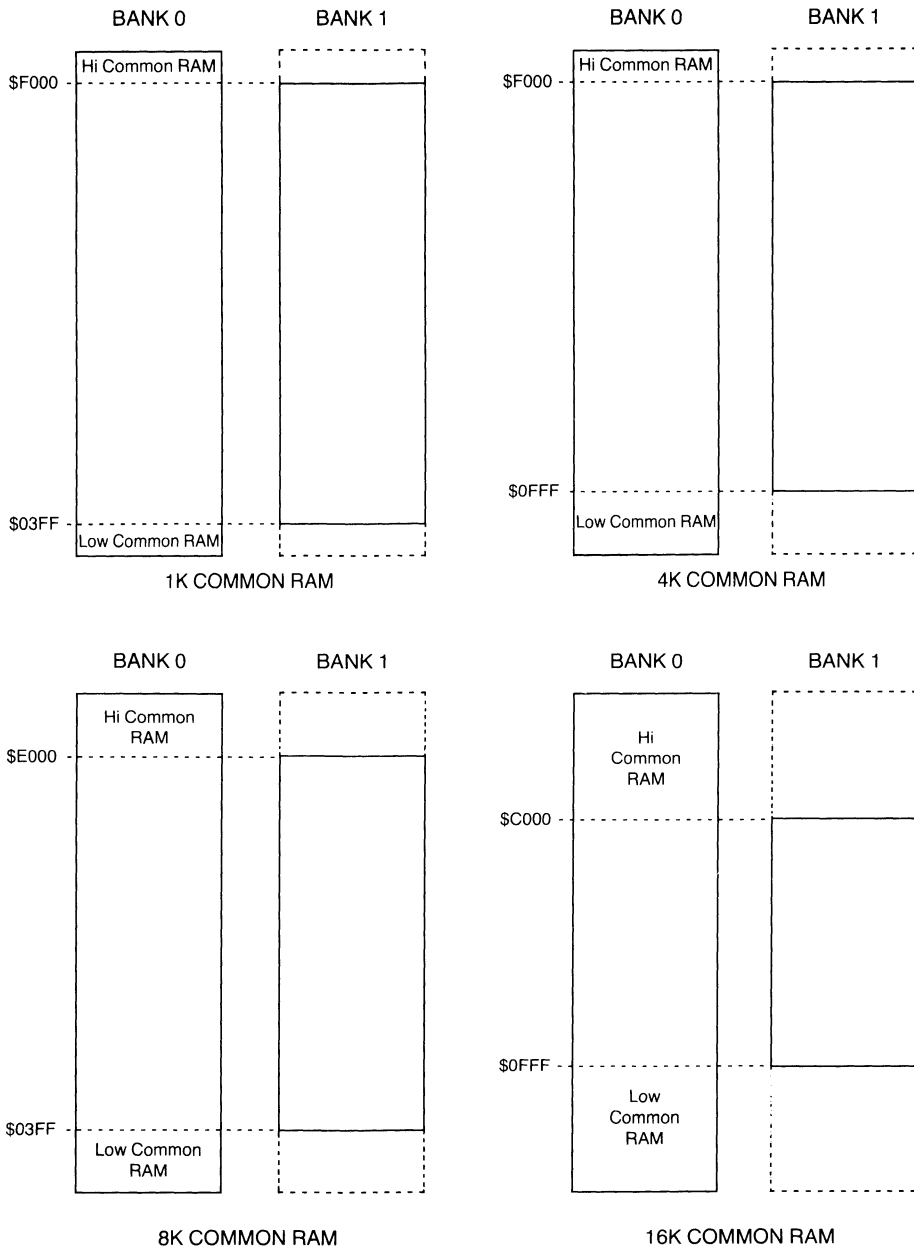 BANK 0 BANK 1
Hi Common RAM
$F000
$03FF
Low Common RAM
1K COMMON RAM
BANK 0 BANK 1
Hi Common RAM
$F000
$0FFF
Low Common RAM
4K COMMON RAM
BANK 0 BANK 1
Hi Common
RAM
$E000
$03FF
Low Common
RAM
8K COMMON RAM
BANK 0 BANK 1
Hi
Common
RAM
$C000
$0FFF
Low
Common
RAM
16K COMMON RAM